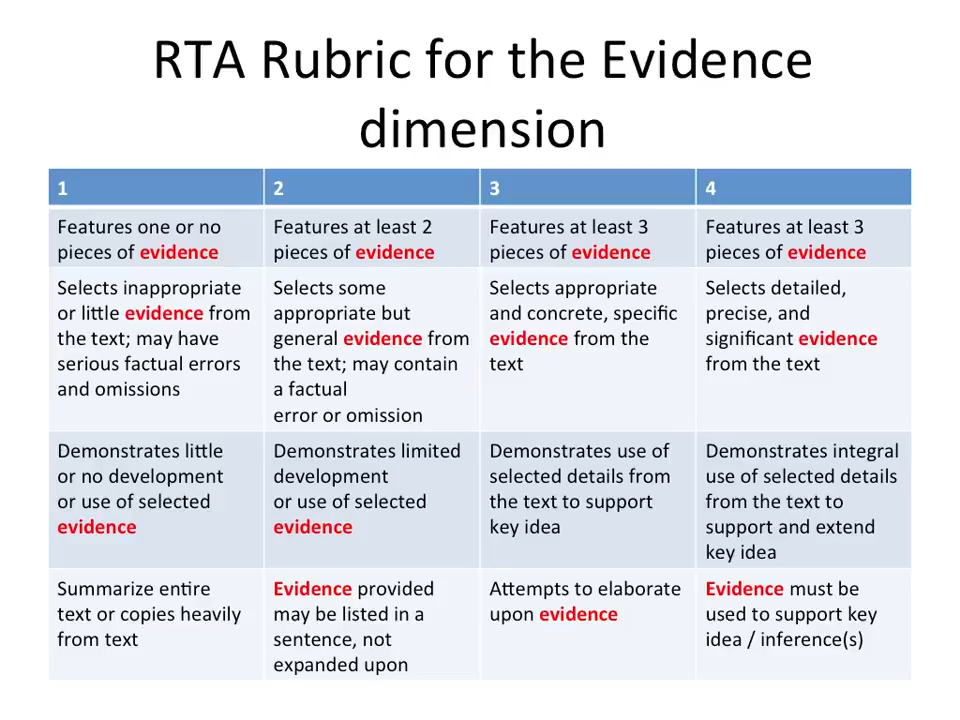 RTA Rubric for the Evidence
dimension
1
2
3
4
Features one or no
pieces of evidence
Features at least 2
pieces of evidence
Features at least 3
pieces of evidence
Features at least 3
pieces of evidence
Selects inappropriate
or little evidence from
the text; may have
serious factual errors
and omissions
Selects some
appropriate but
general evidence from
the text; may contain
a factual
error or omission
Selects appropriate
and concrete, specific
evidence from the
text
Selects detailed,
precise, and
significant evidence
from the text
Demonstrates little
or no development
or use of selected
evidence
Demonstrates limited
development
or use of selected
evidence
Demonstrates use of
selected details from
the text to support
key idea
Demonstrates integral
use of selected details
from the text to
support and extend
key idea
Summarize entire
text or copies heavily
from text
Evidence provided
may be listed in a
sentence, not
expanded upon
Attempts to elaborate
upon evidence
Evidence must be
used to support key
idea / inference(s)